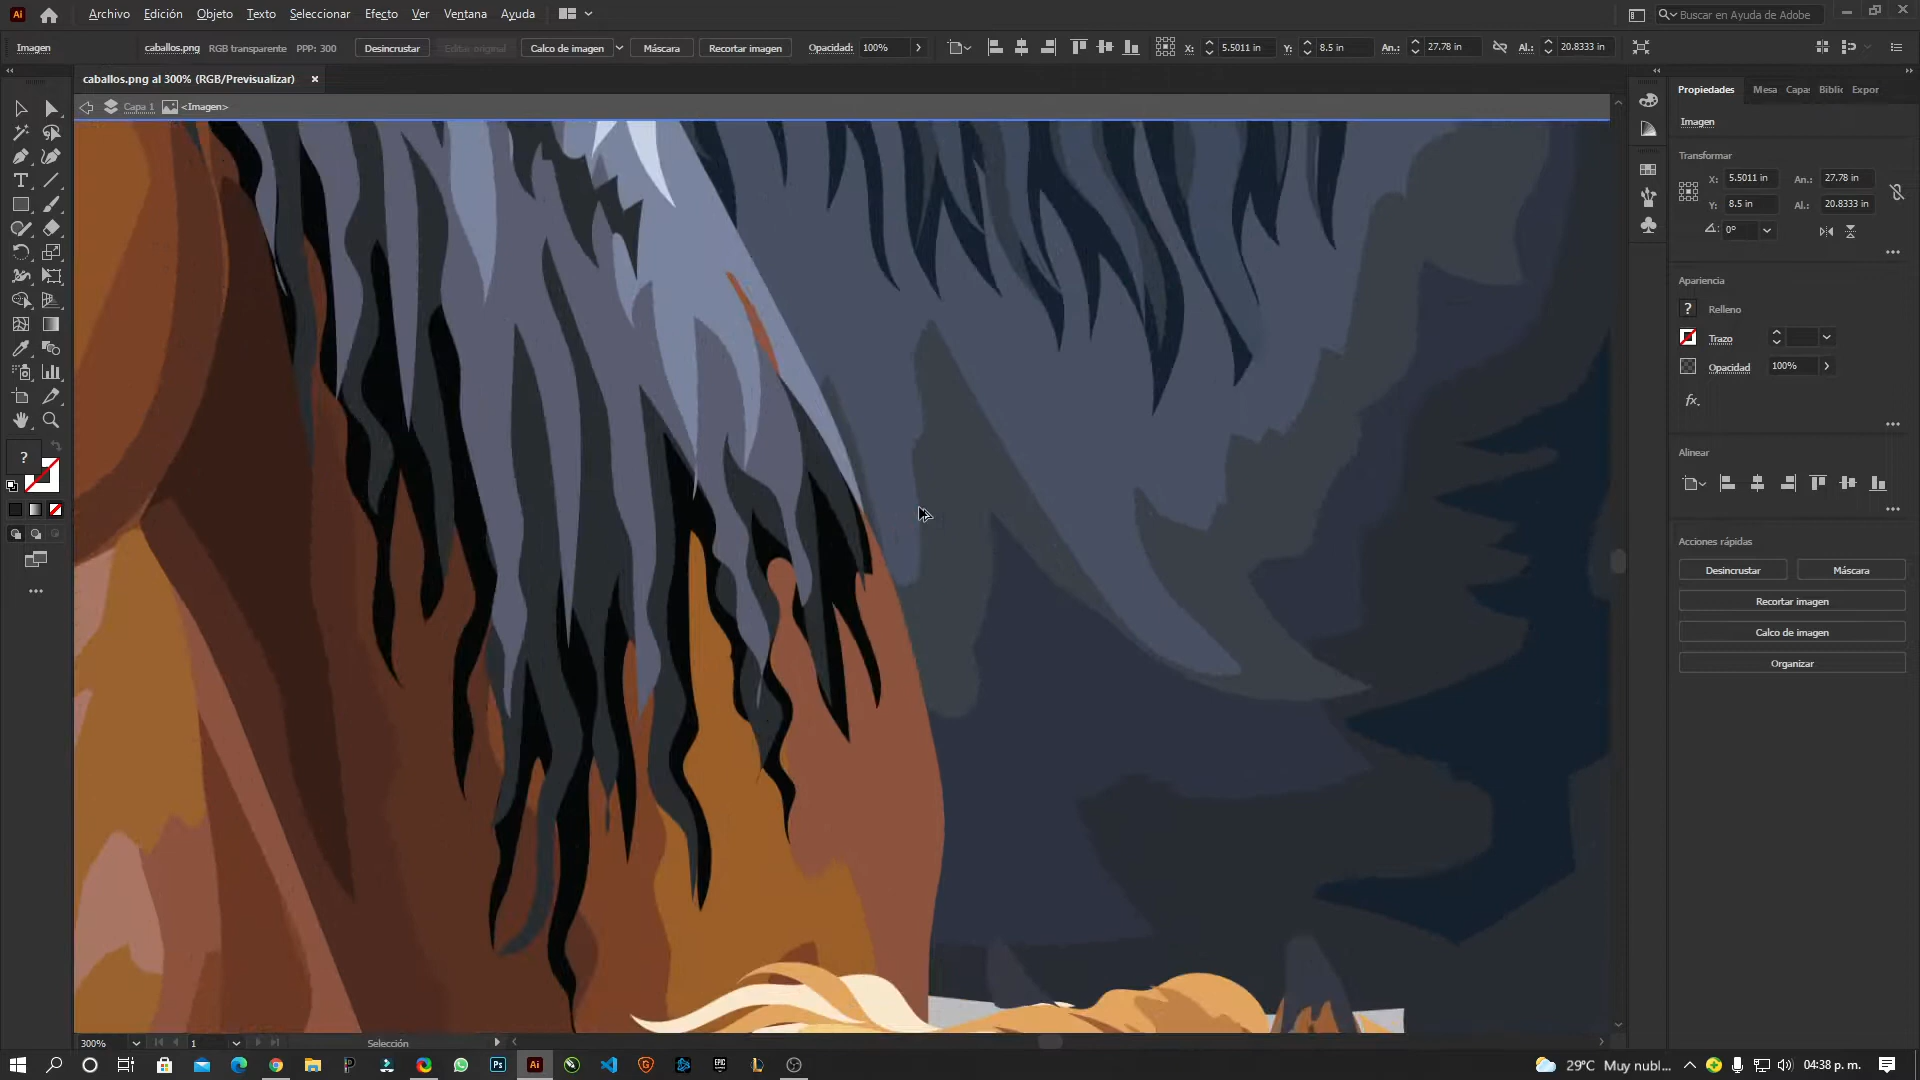 Ai Archivo Edición Objeto Texto Seleccionar Efecto Ver Ventana Ayuda Buscar en Ayuda de Adobe
Imagen caballos.png RGB transparente PPP: 300 Desincrustar Editar original Calco de imagen Máscara Recortar imagen Opacidad: 100% X: 5.5011 in Y: 8.5 in An.: 27.78 in Al.: 20.8333 in
caballos.png al 300% (RGB/Previsualizar) ×
Capa 1 <Imagen>
Propiedades Mesa Capas Biblic Expor
Imagen
Transformar
X: 5.5011 in An.: 27.78 in
Y: 8.5 in Al.: 20.8333 in
0°
Apariencia
? Relleno
Trazo
Opacidad 100%
fx.
Alinear
Acciones rápidas
Desincrustar Máscara
Recortar imagen
Calco de imagen
Organizar
?
300% 1 Selección
Ps Ai 29°C Muy nubl... 04:38 p. m.